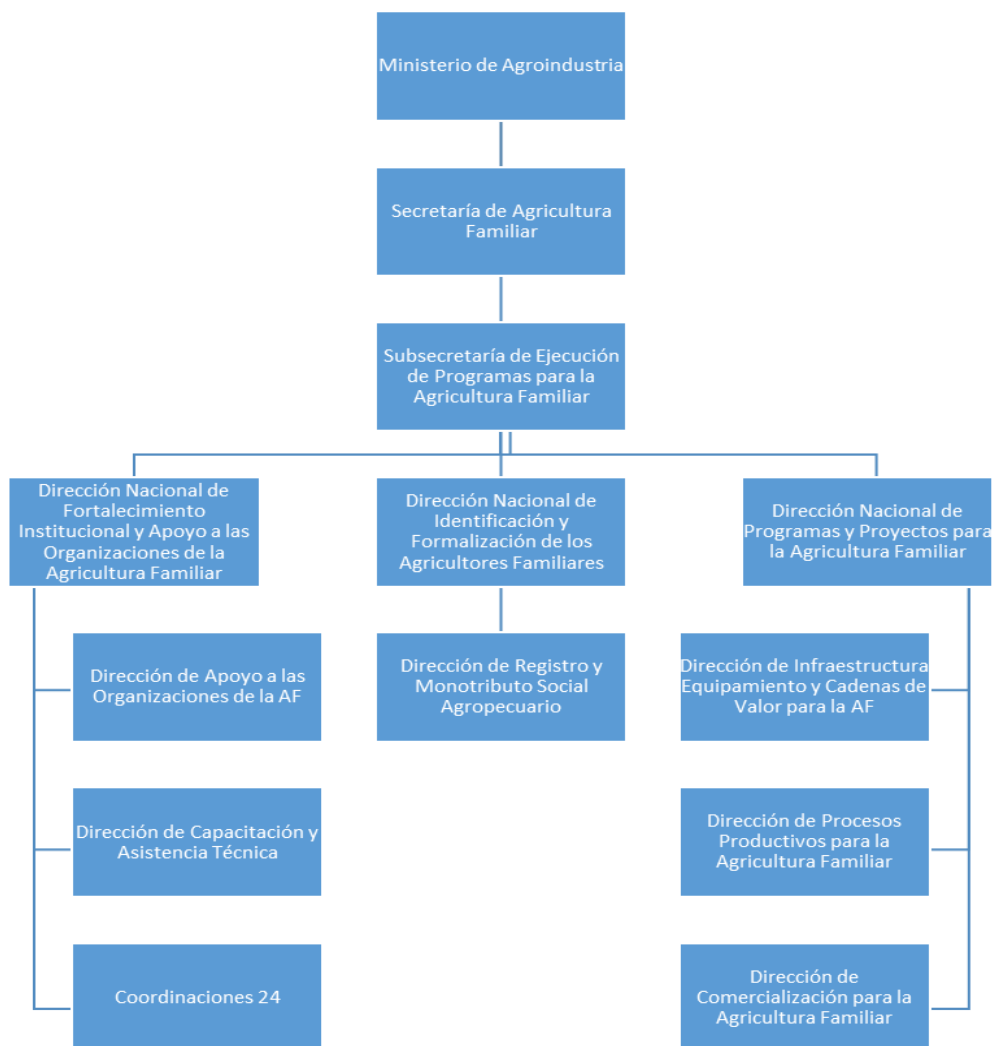 Ministerio de Agroindustria
Secretaría de Agricultura
Familiar
Subsecretaría de Ejecución
de Programas para la
Agricultura Familiar
Dirección Nacional de
Fortalecimiento
Institucional y Apoyo a las
Organizaciones de la
Agricultura Familiar
Dirección Nacional de
Identificación y
Formalización de los
Agricultores Familiares
Dirección Nacional de
Programas y Proyectos para
la Agricultura Familiar
Dirección de Apoyo a las
Organizaciones de la AF
Dirección de Registro y
Monotributo Social
Agropecuario
Dirección de Infraestructura
Equipamiento y Cadenas de
Valor para la AF
Dirección de Capacitación y
Asistencia Técnica
Dirección de Procesos
Productivos para la
Agricultura Familiar
Coordinaciones 24
Dirección de
Comercialización para la
Agricultura Familiar